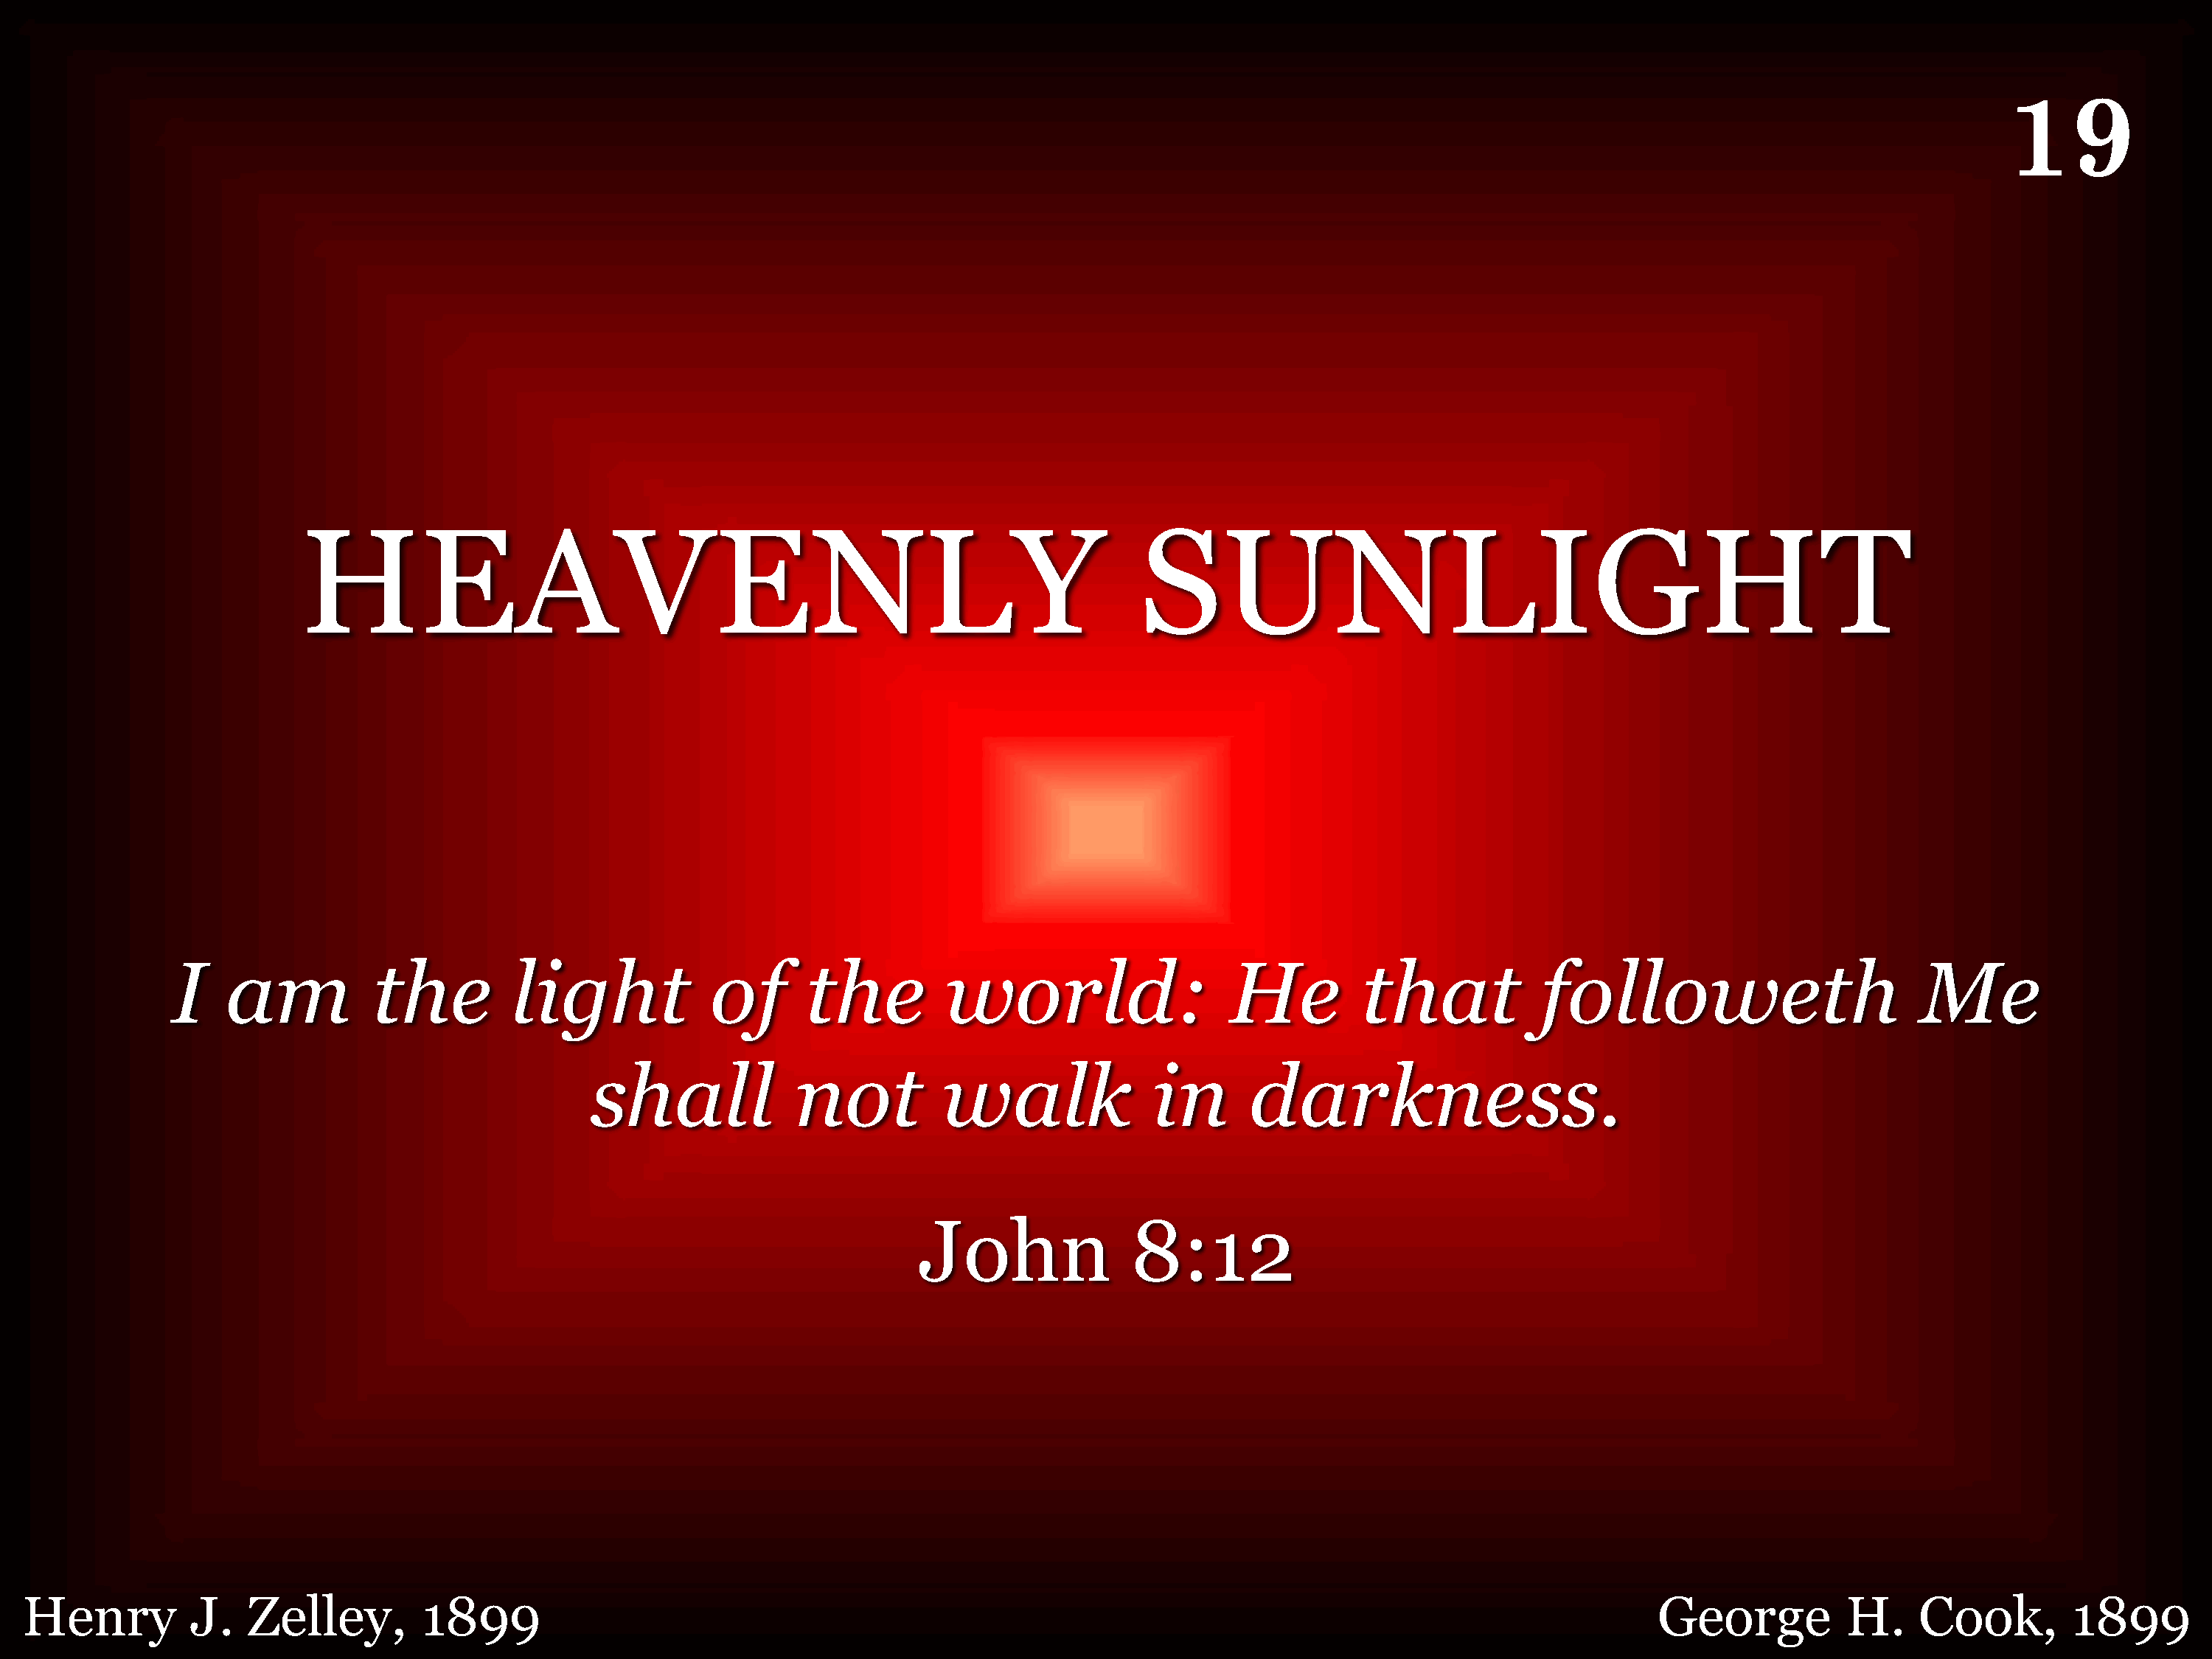 19
HEAVENLY SUNLIGHT
I am the light of the world: He that followeth Me
shall not walk in darkness.
John 8:12
Henry J. Zelley, 1899
George H. Cook, 1899